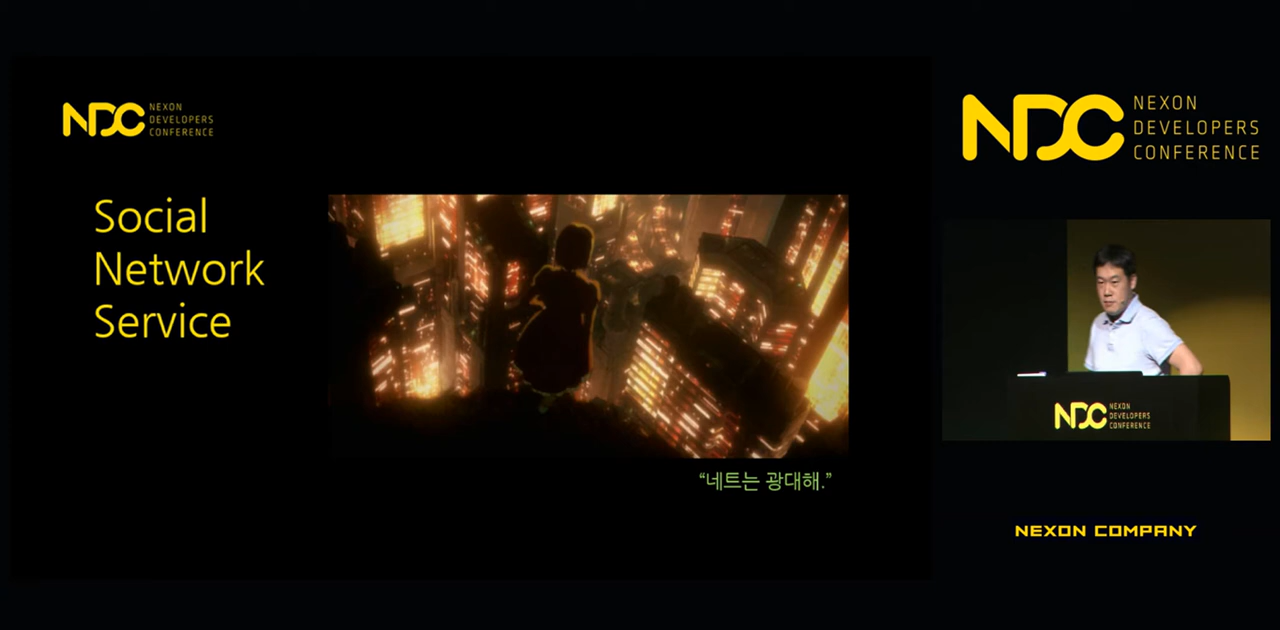 NDC NEXON
DEVELOPERS
CONFERENCE
Social
Network
Service
“네트는 광대해.”
NDC NEXON
DEVELOPERS
CONFERENCE
NDC NEXON
DEVELOPERS
CONFERENCE
NEXON COMPANY